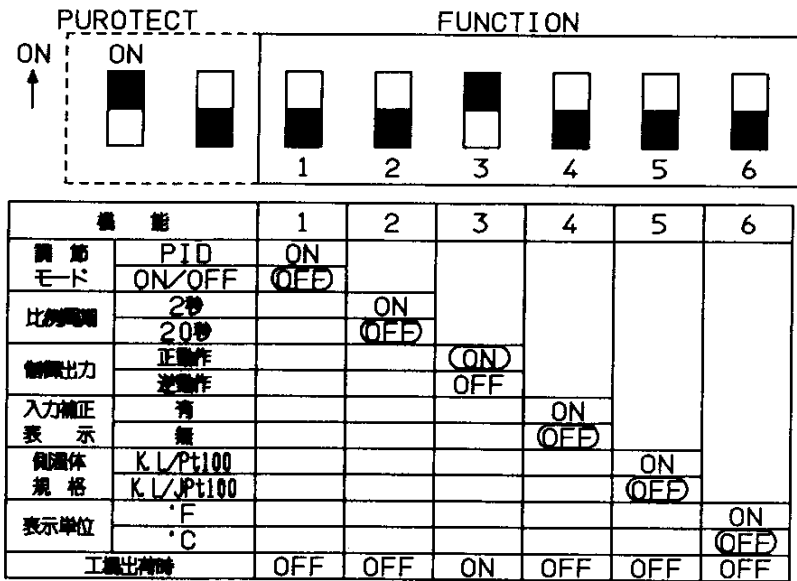 PUROTECT FUNCTION
ON ON
1 2 3 4 5 6
機能 1 2 3 4 5 6
調節 PID ON
モード ON/OFF OFF
比例周期 2秒 ON
20秒 OFF
制御出力 正動作 ON
逆動作 OFF
入力補正 有 ON
表示 無 OFF
側温体 K.L/Pt100 ON
規格 K.L/JPt100 OFF
表示単位 °F ON
°C OFF
工場出荷時 OFF OFF ON OFF OFF OFF